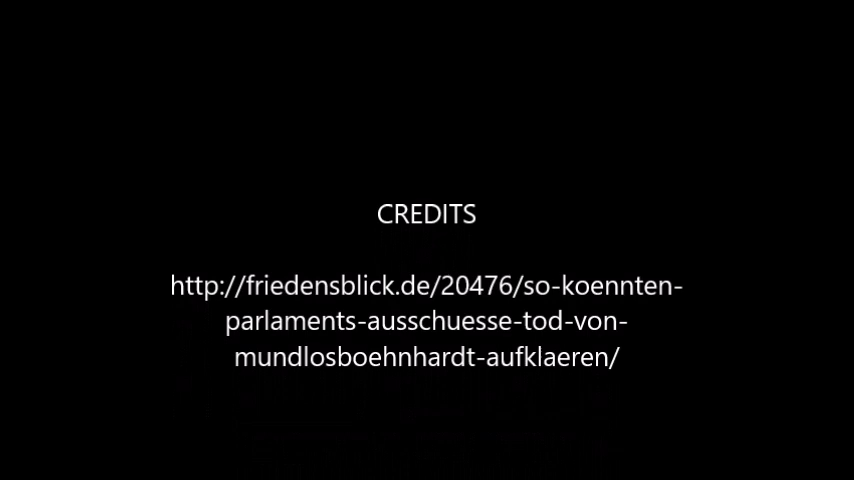 CREDITS
http://friedensblick.de/20476/so-koennten-
parlaments-ausschuesse-tod-von-
mundlosboehnhardt-aufklaeren/